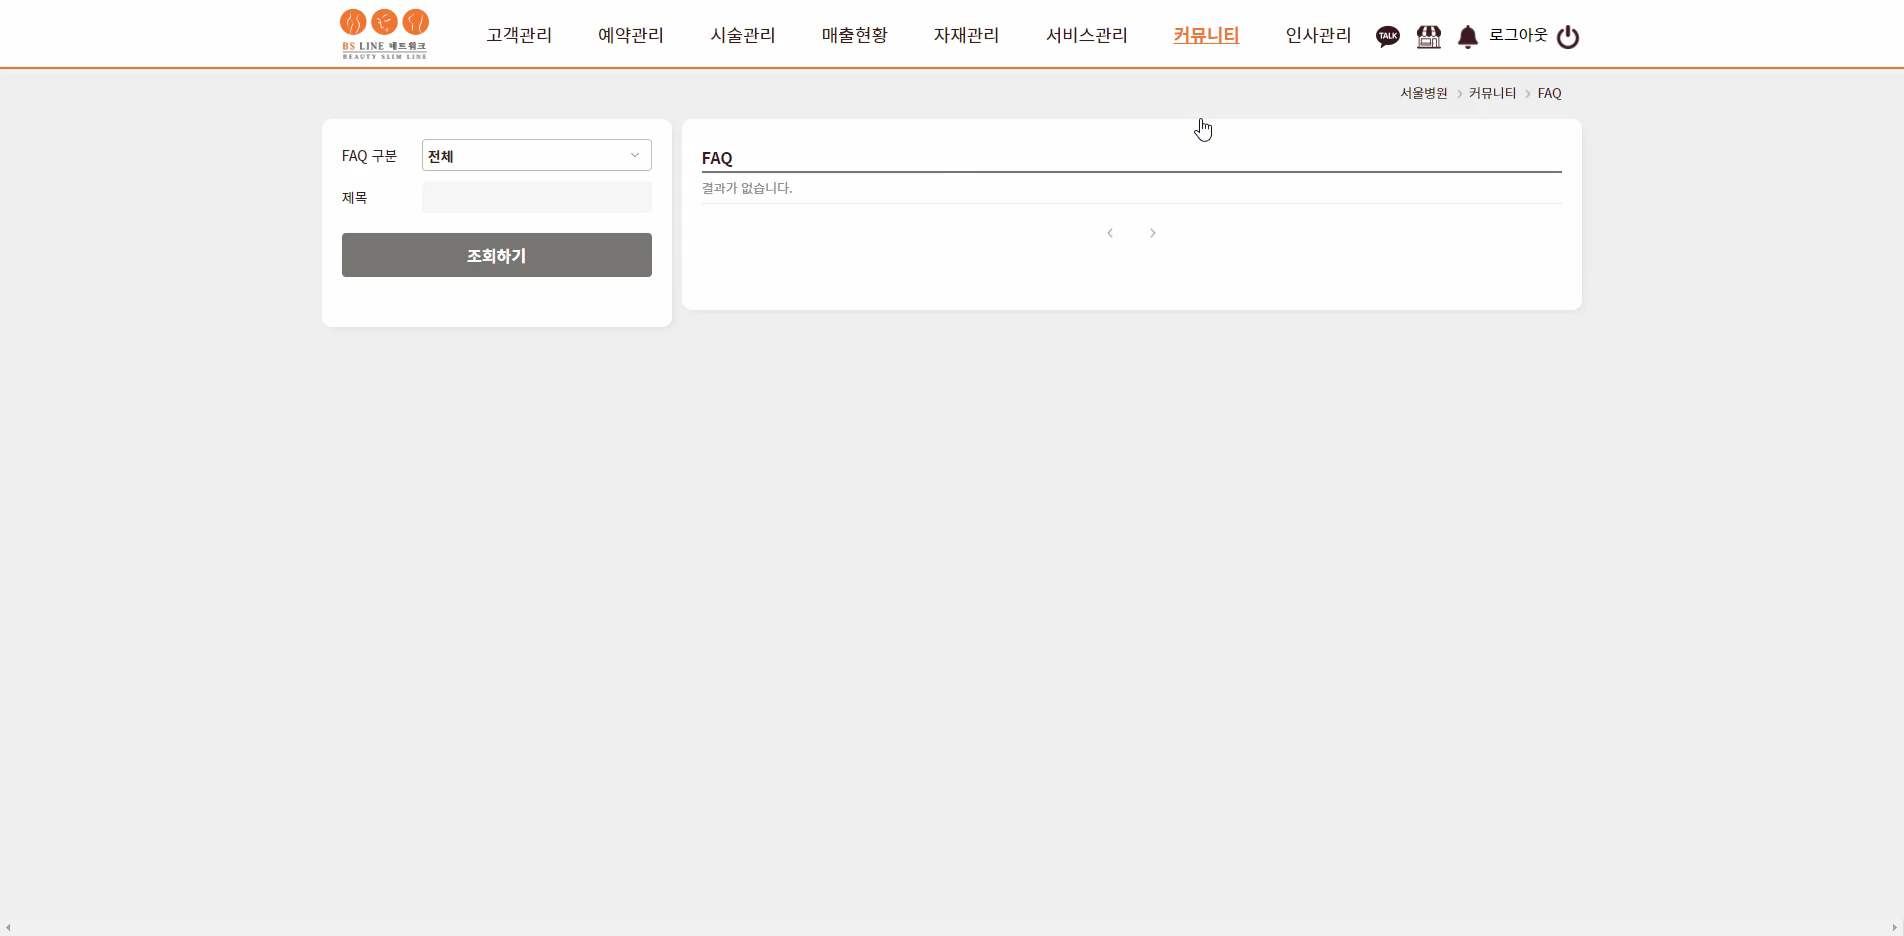 BS LINE 네트워크
BEAUTY SLIM LINE
고객관리 예약관리 시술관리 매출현황 자재관리 서비스관리 커뮤니티 인사관리 TALK 로그아웃
서울병원 > 커뮤니티 > FAQ
FAQ 구분 전체
제목
조회하기
FAQ
결과가 없습니다.